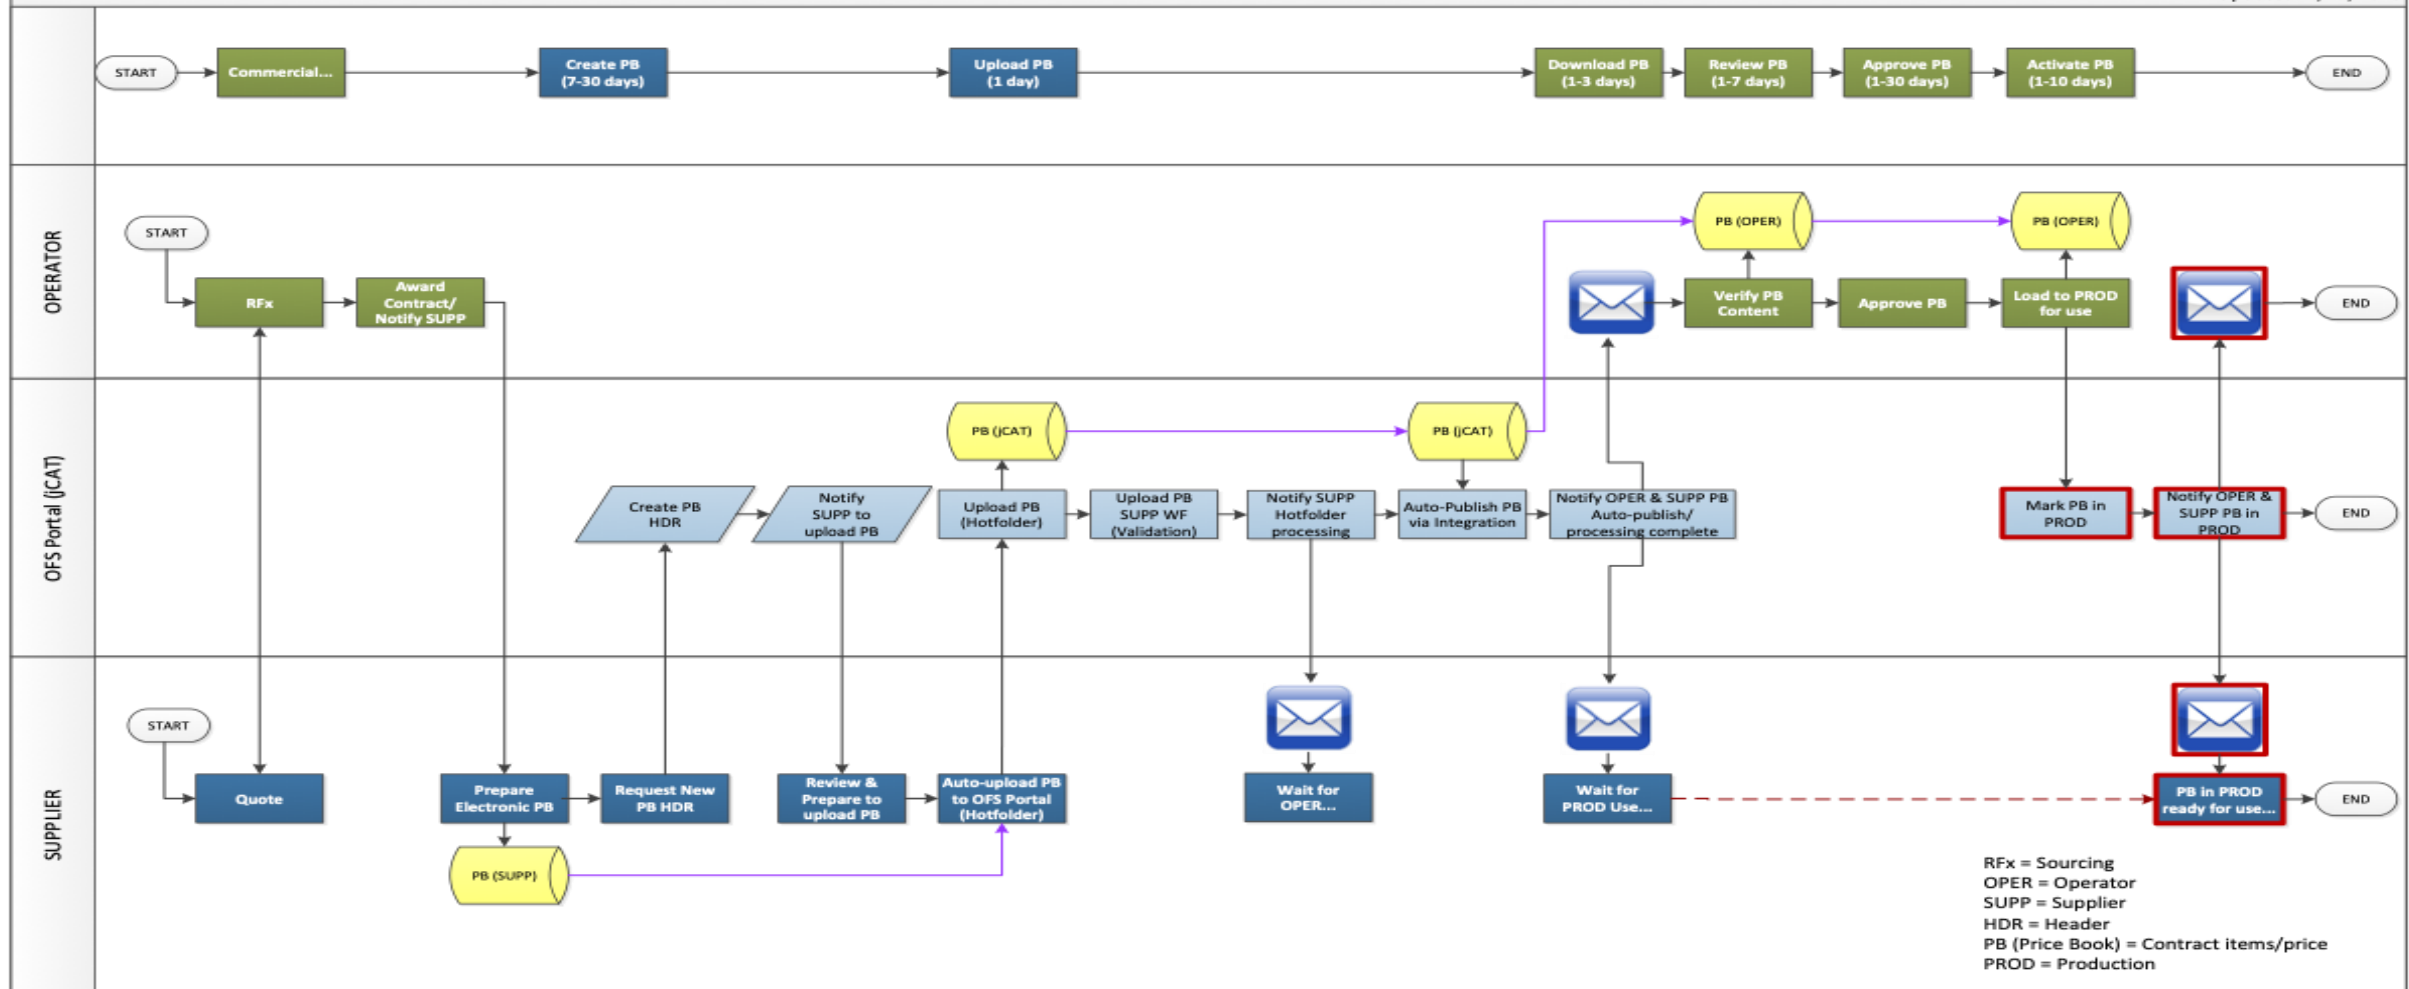 START
Commercial...
Create PB
(7-30 days)
Upload PB
(1 day)
Download PB
(1-3 days)
Review PB
(1-7 days)
Approve PB
(1-30 days)
Activate PB
(1-10 days)
END
OPERATOR
START
RFx
Award
Contract/
Notify SUPP
PB (OPER)
PB (OPER)
Verify PB
Content
Approve PB
Load to PROD
for use
END
OFS Portal (jCAT)
PB (jCAT)
PB (jCAT)
Create PB
HDR
Notify
SUPP to
upload PB
Upload PB
(Hotfolder)
Upload PB
SUPP WF
(Validation)
Notify SUPP
Hotfolder
processing
Auto-Publish PB
via Integration
Notify OPER & SUPP PB
Auto-publish/
processing complete
Mark PB in
PROD
Notify OPER &
SUPP PB in
PROD
END
SUPPLIER
START
Quote
Prepare
Electronic PB
Request New
PB HDR
Review &
Prepare to
upload PB
Auto-upload PB
to OFS Portal
(Hotfolder)
Wait for
OPER...
Wait for
PROD Use...
PB in PROD
ready for use...
END
PB (SUPP)
RFx = Sourcing
OPER = Operator
SUPP = Supplier
HDR = Header
PB (Price Book) = Contract items/price
PROD = Production